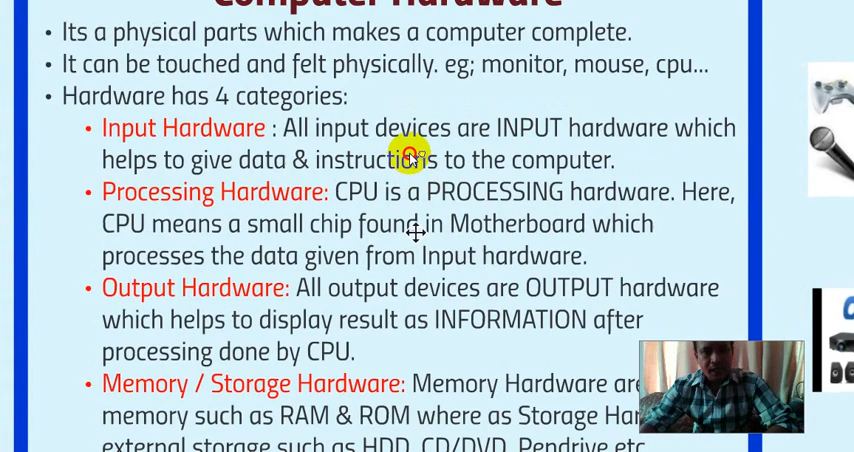 Computer Hardware
• Its a physical parts which makes a computer complete.
• It can be touched and felt physically. eg; monitor, mouse, cpu...
• Hardware has 4 categories:
• Input Hardware : All input devices are INPUT hardware which
helps to give data & instructions to the computer.
• Processing Hardware: CPU is a PROCESSING hardware. Here,
CPU means a small chip found in Motherboard which
processes the data given from Input hardware.
• Output Hardware: All output devices are OUTPUT hardware
which helps to display result as INFORMATION after
processing done by CPU.
• Memory / Storage Hardware: Memory Hardware are
memory such as RAM & ROM where as Storage Har
external storage such as HDD, CD/DVD, Pendrive etc